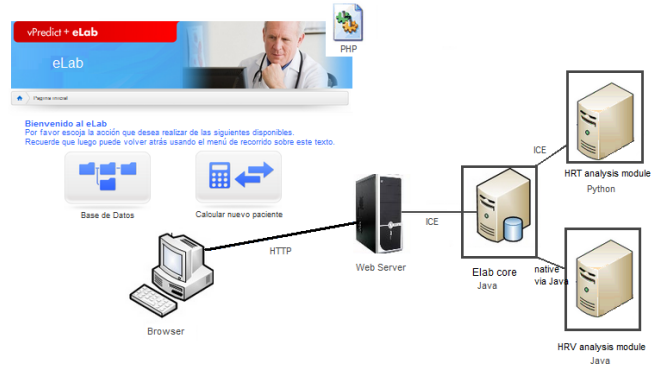 vPredict + eLab
PHP
eLab
Pagina inicial
Bienvenido al eLab
Por favor escoja la acción que desea realizar de las siguientes disponibles.
Recuerde que luego puede volver atrás usando el menú de recorrido sobre este texto.
Base de Datos
Calcular nuevo paciente
HTTP
Browser
Web Server
ICE
Elab core
Java
ICE
HRT analysis module
Python
native
via Java
HRV analysis module
Java